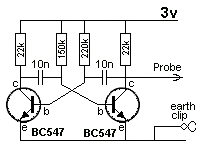 3v
22k 150k 220k 22k
10n 10n Probe
c c
b b
e e
BC547 BC547
earth
clip